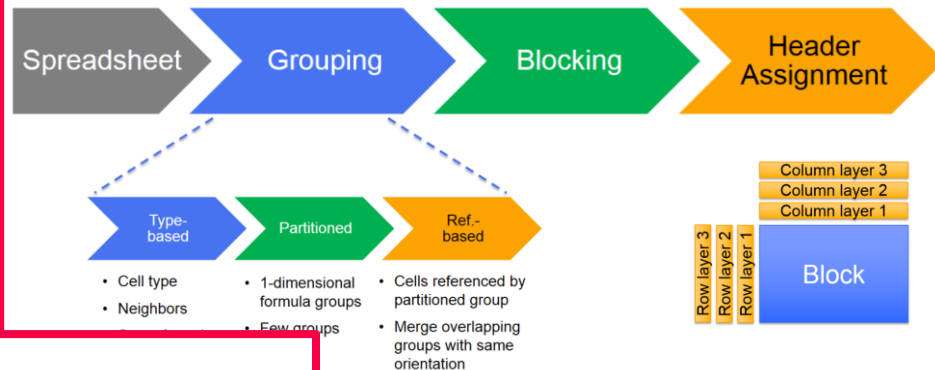 Spreadsheet
Grouping
Blocking
Header
Assignment
Type-
based
Partitioned
Ref.-
based
• Cell type
• Neighbors
• 1-dimensional
formula groups
• Few groups
• Cells referenced by
partitioned group
• Merge overlapping
groups with same
orientation
Column layer 3
Column layer 2
Column layer 1
Row layer 3
Row layer 2
Row layer 1
Block